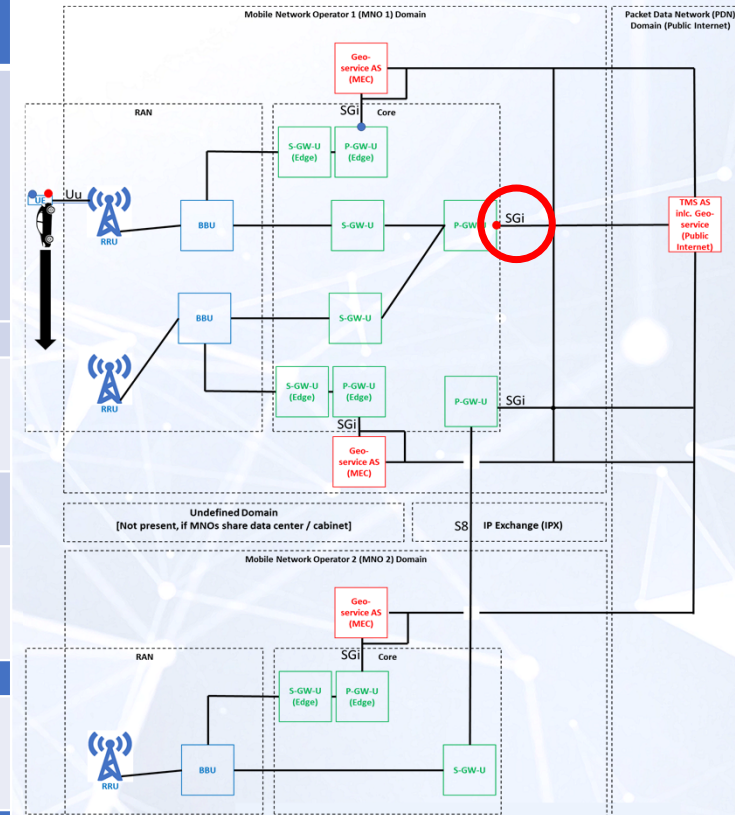 Mobile Network Operator 1 (MNO 1) Domain
Packet Data Network (PDN)
Domain (Public Internet)
Geo-
service AS
(MEC)
RAN
SGi
Core
S-GW-U
(Edge)
P-GW-U
(Edge)
UE
Uu
RRU
BBU
S-GW-U
P-GW-U
SGi
TMS AS
inlc. Geo-
service
(Public
Internet)
BBU
S-GW-U
RRU
S-GW-U
(Edge)
P-GW-U
(Edge)
P-GW-U
SGi
SGi
Geo-
service AS
(MEC)
Undefined Domain
[Not present, if MNOs share data center / cabinet]
S8
IP Exchange (IPX)
Mobile Network Operator 2 (MNO 2) Domain
Geo-
service AS
(MEC)
RAN
SGi
Core
S-GW-U
(Edge)
P-GW-U
(Edge)
RRU
BBU
S-GW-U